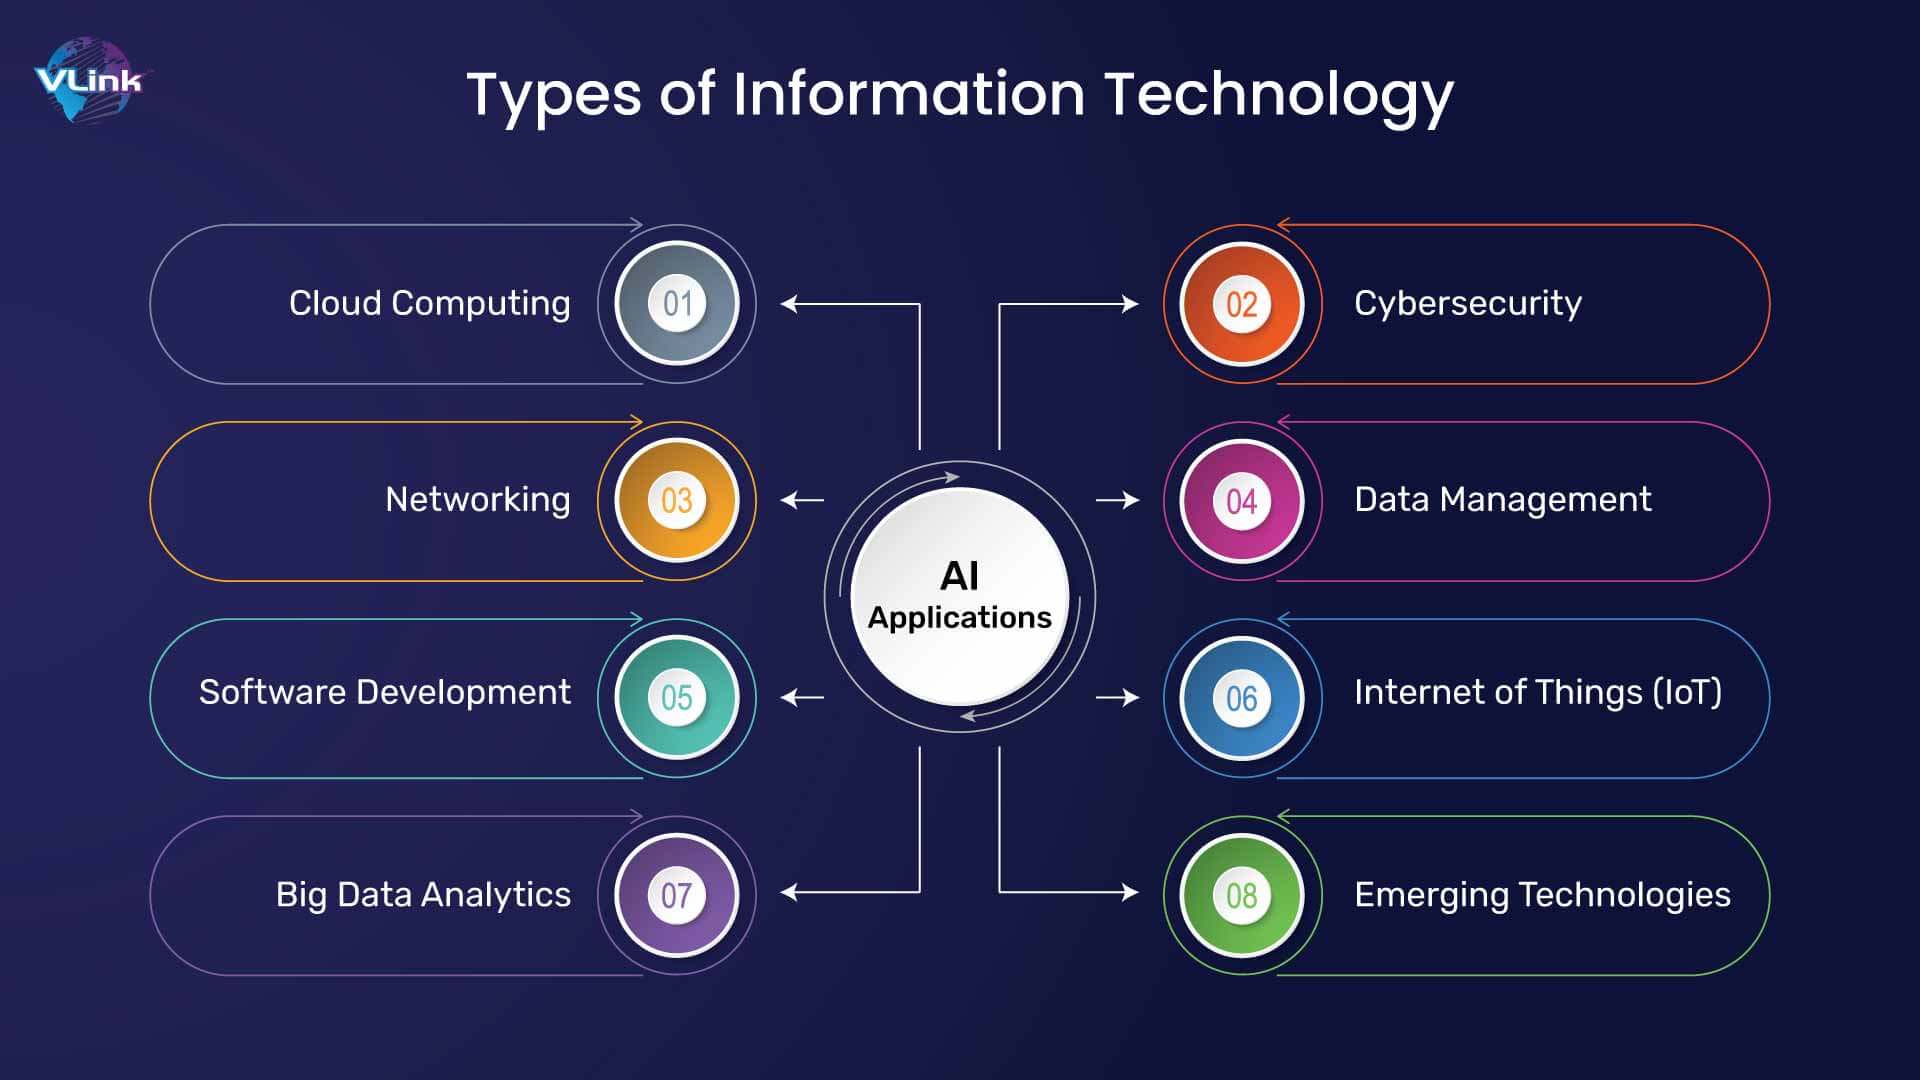 VLink
Types of Information Technology
Cloud Computing
01
02
Cybersecurity
Networking
03
04
Data Management
AI
Applications
Software Development
05
06
Internet of Things (IoT)
Big Data Analytics
07
08
Emerging Technologies